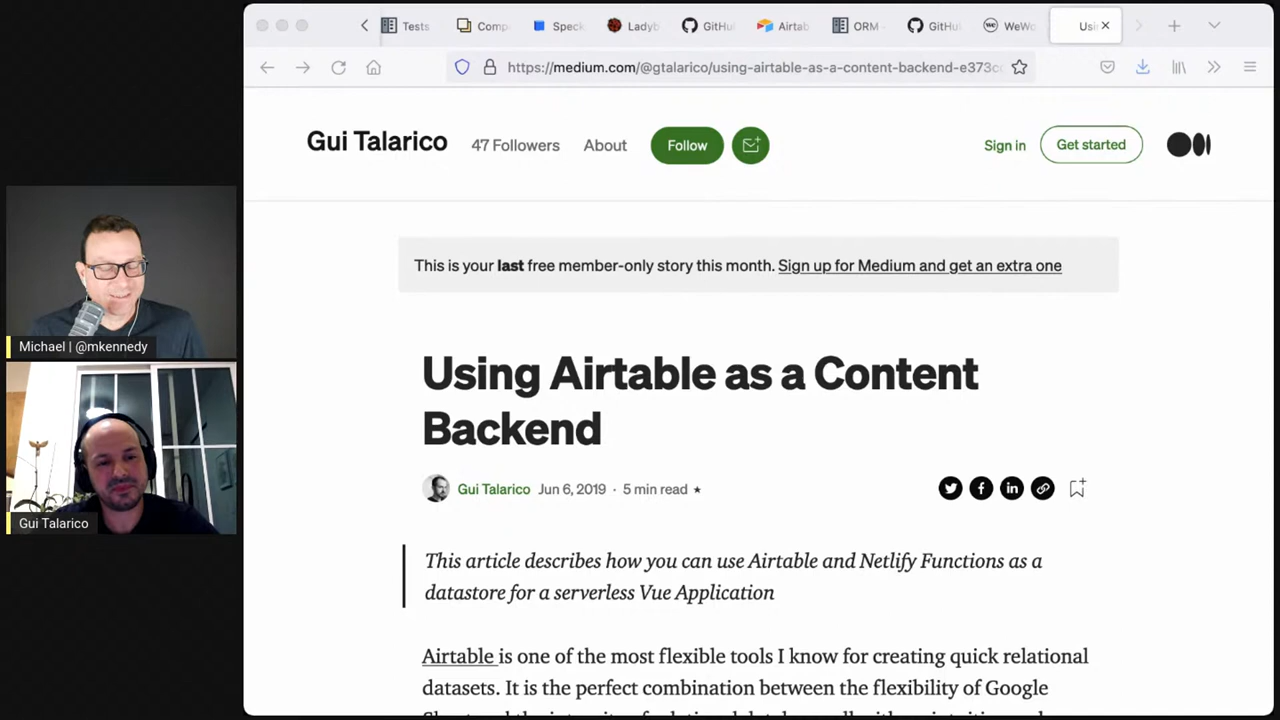 Tests
Comp
Speck
Ladyb
GitHu
Airtab
ORM
GitHu
WeWo
Usi
https://medium.com/@gtalarico/using-airtable-as-a-content-backend-e373c
Gui Talarico
47 Followers
About
Follow
Sign in
Get started
This is your last free member-only story this month. Sign up for Medium and get an extra one
Using Airtable as a Content
Backend
Gui Talarico Jun 6, 2019 · 5 min read ★
This article describes how you can use Airtable and Netlify Functions as a
datastore for a serverless Vue Application
Airtable is one of the most flexible tools I know for creating quick relational
datasets. It is the perfect combination between the flexibility of Google
Michael | @mkennedy
Gui Talarico